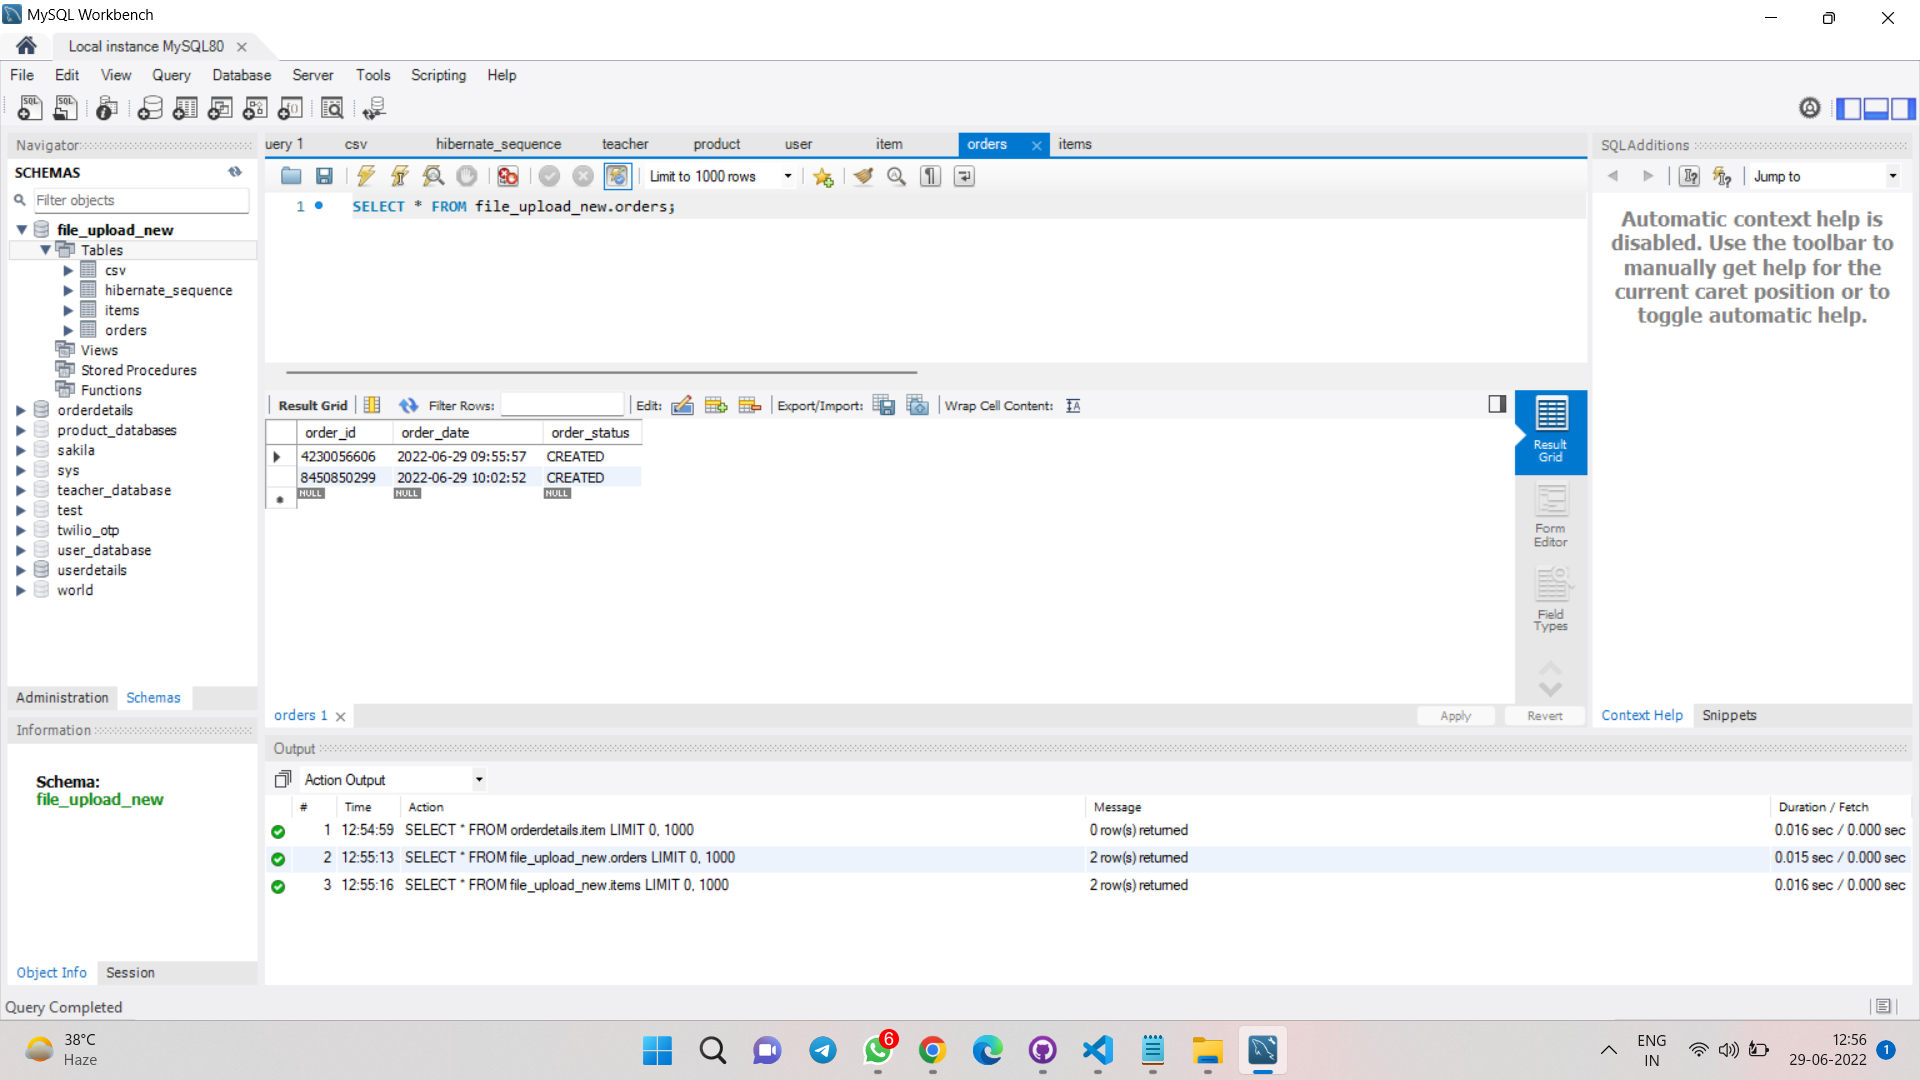 MySQL Workbench
Local instance MySQL80
File Edit View Query Database Server Tools Scripting Help
Navigator
SCHEMAS
Filter objects
file_upload_new
Tables
csv
hibernate_sequence
items
orders
Views
Stored Procedures
Functions
orderdetails
product_databases
sakila
sys
teacher_database
test
twilio_otp
user_database
userdetails
world
Administration Schemas
Information
Schema:
file_upload_new
Object Info Session
Query Completed
uery 1 csv hibernate_sequence teacher product user item orders items
Limit to 1000 rows
1 SELECT * FROM file_upload_new.orders;
Result Grid Filter Rows: Edit: Export/Import: Wrap Cell Content:
order_id order_date order_status
4230056606 2022-06-29 09:55:57 CREATED
8450850299 2022-06-29 10:02:52 CREATED
NULL NULL NULL
Result
Grid
Form
Editor
Field
Types
orders 1 Apply Revert
SQLAdditions
Jump to
Automatic context help is
disabled. Use the toolbar to
manually get help for the
current caret position or to
toggle automatic help.
Context Help Snippets
Output
Action Output
# Time Action Message Duration / Fetch
1 12:54:59 SELECT * FROM orderdetails.item LIMIT 0, 1000 0 row(s) returned 0.016 sec / 0.000 sec
2 12:55:13 SELECT * FROM file_upload_new.orders LIMIT 0, 1000 2 row(s) returned 0.015 sec / 0.000 sec
3 12:55:16 SELECT * FROM file_upload_new.items LIMIT 0, 1000 2 row(s) returned 0.016 sec / 0.000 sec
38°C
Haze
6
ENG
IN
12:56
29-06-2022
1